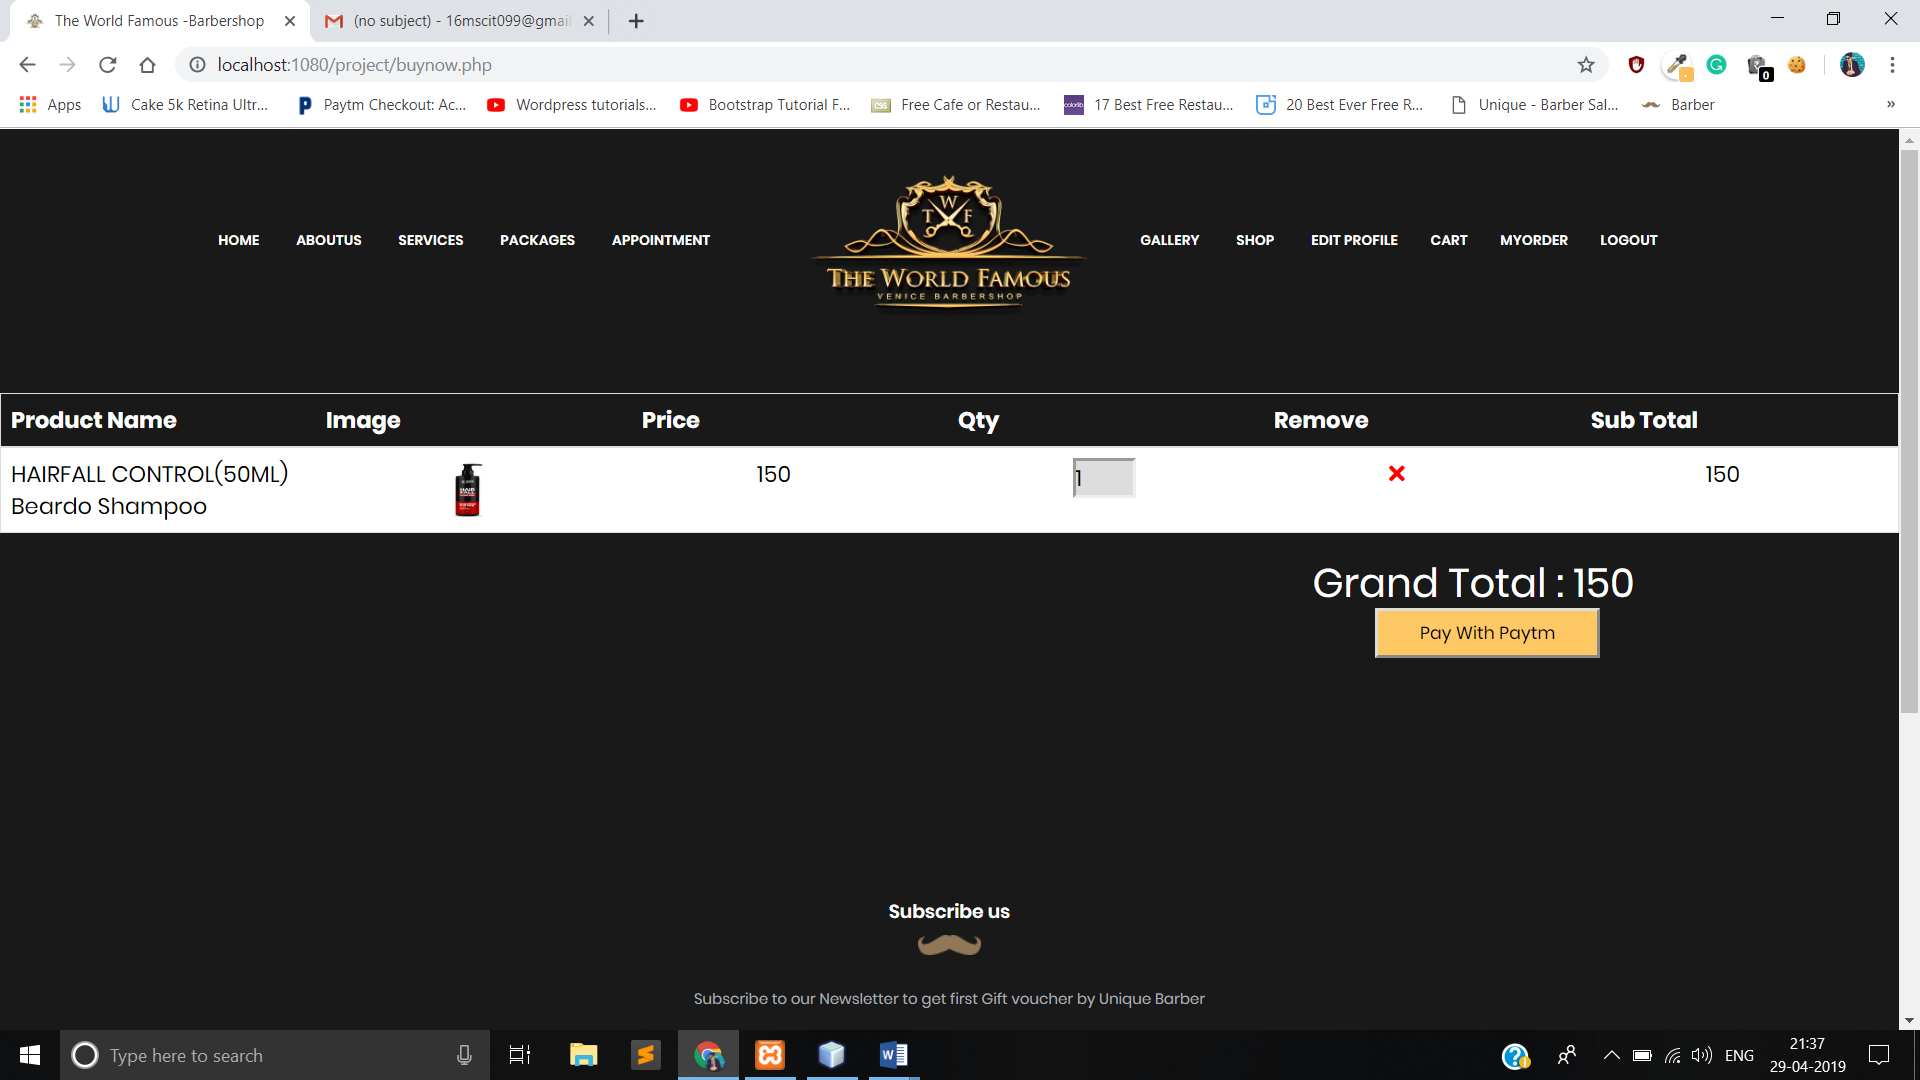 The World Famous -Barbershop
(no subject) - 16mscit099@gmail
localhost:1080/project/buynow.php
0
Apps
Cake 5k Retina Ultr...
Paytm Checkout: Ac...
Wordpress tutorials...
Bootstrap Tutorial F...
Free Cafe or Restau...
17 Best Free Restau...
20 Best Ever Free R...
Unique - Barber Sal...
Barber
»
HOME ABOUTUS SERVICES PACKAGES APPOINTMENT
T W F
THE WORLD FAMOUS
VENICE BARBERSHOP
GALLERY SHOP EDIT PROFILE CART MYORDER LOGOUT
Product Name Image Price Qty Remove Sub Total
HAIRFALL CONTROL(50ML) 150 1 150
Beardo Shampoo
Grand Total : 150
Pay With Paytm
Subscribe us
Subscribe to our Newsletter to get first Gift voucher by Unique Barber
Type here to search
ENG
21:37
29-04-2019